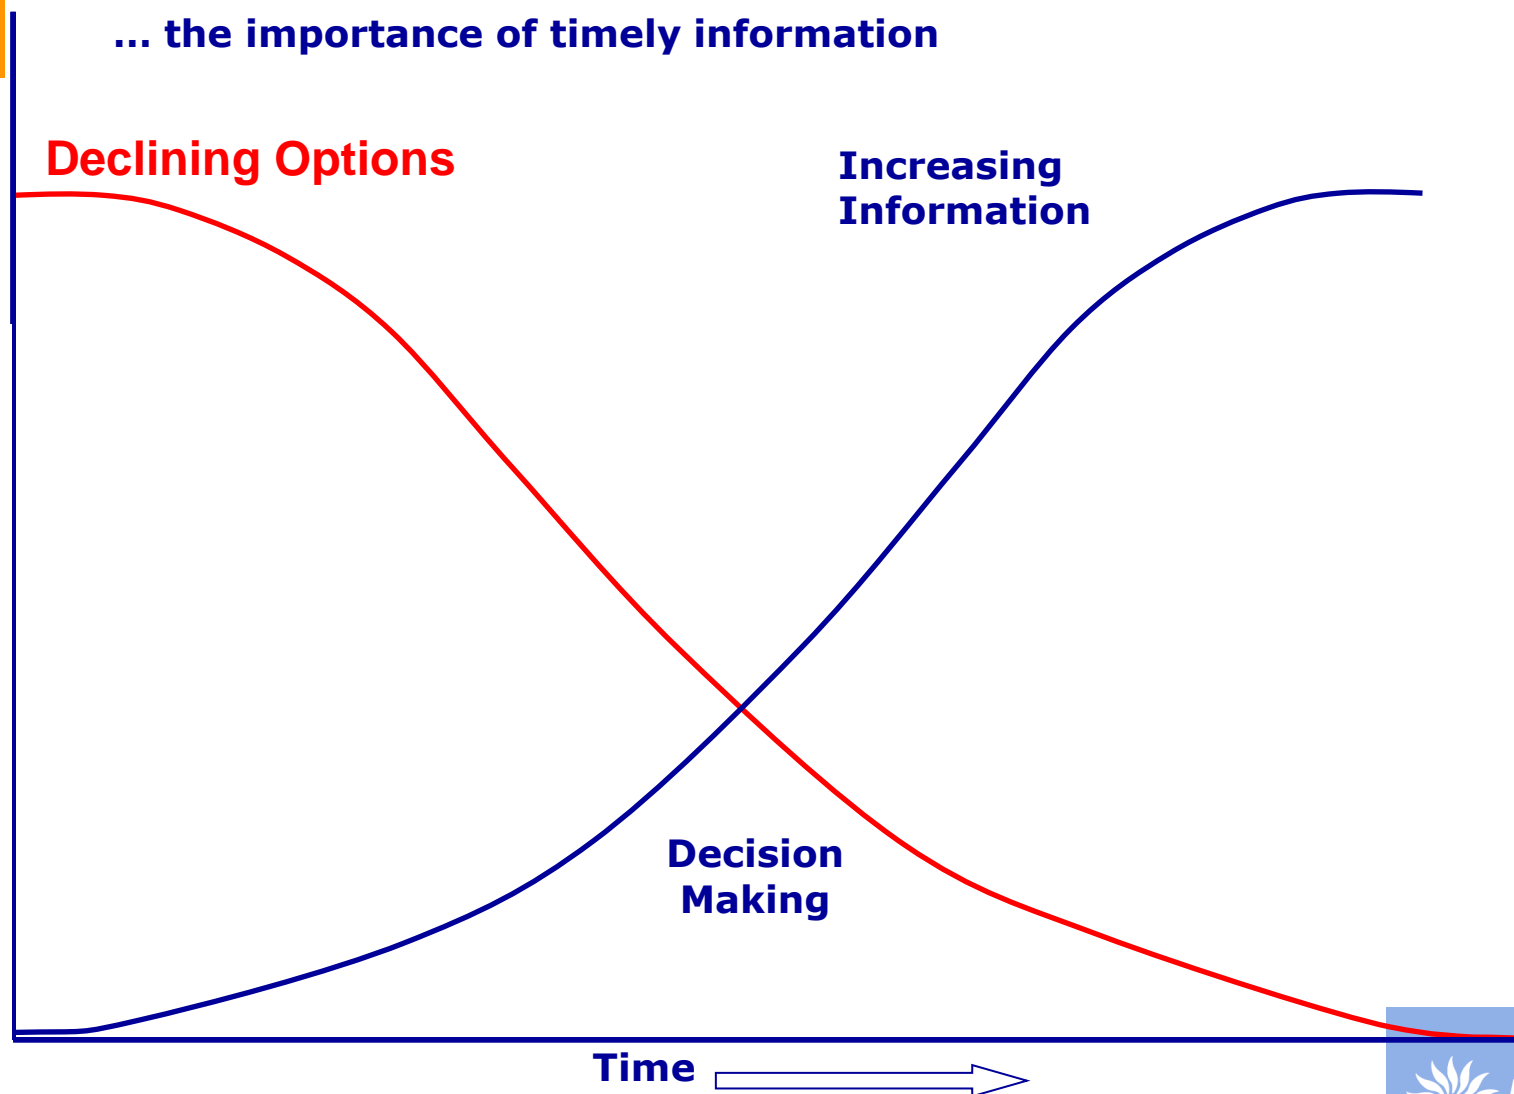 ... the importance of timely information
Declining Options
Increasing
Information
Decision
Making
Time